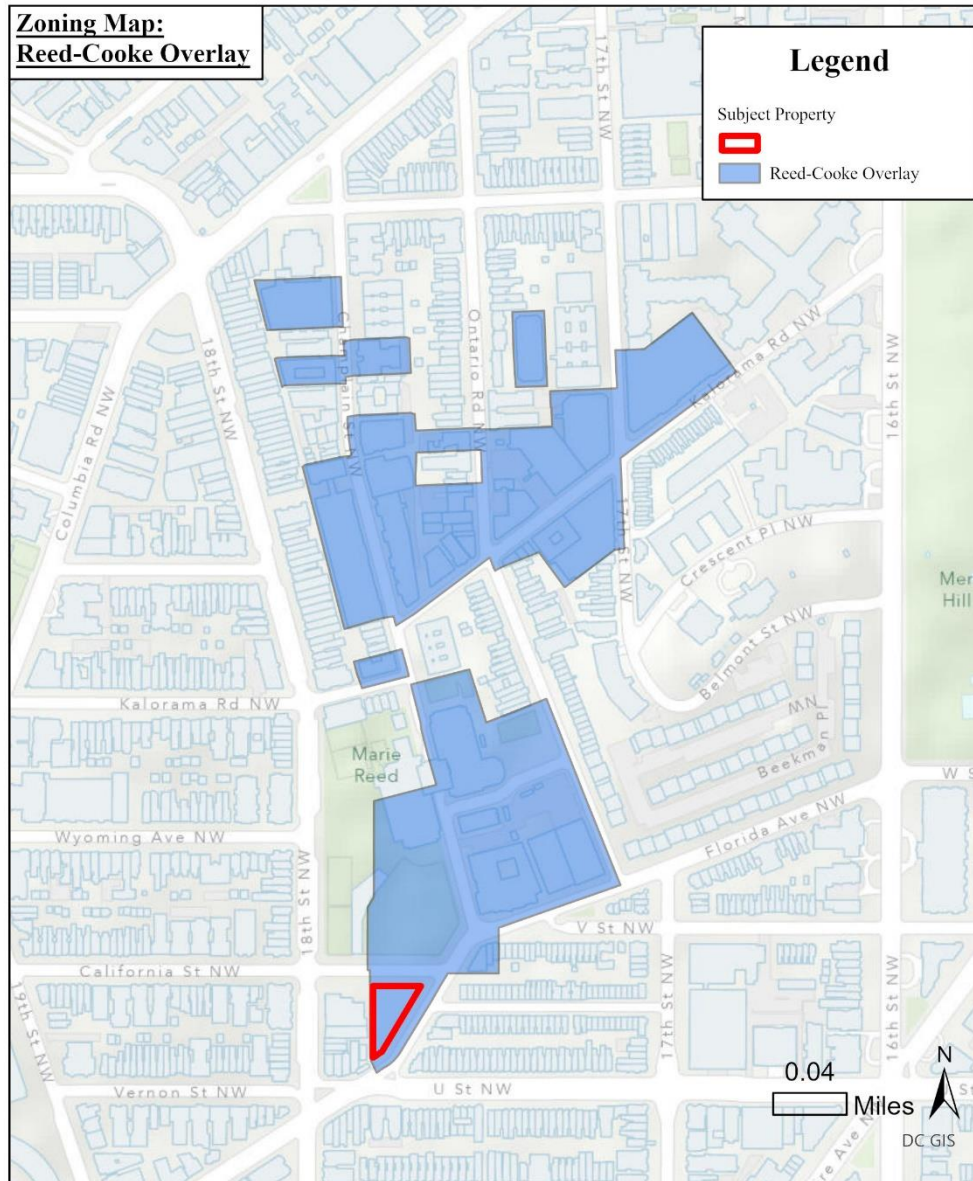 Zoning Map:
Reed-Cooke Overlay
Legend
Subject Property
Reed-Cooke Overlay
17th St NW
Columbia Rd NW
18th St NW
Champlain St NW
Ontario Rd NW
Kalorama Rd NW
16th St NW
17th St NW
Crescent Pl NW
Mer
Hill
Belmont St NW
Kalorama Rd NW
NW
Beekman Pl
Marie
Reed
W S
Wyoming Ave NW
Florida Ave NW
18th St NW
V St NW
California St NW
19th St NW
17th St NW
16th St NW
Vernon St NW
U St NW
St
0.04
Miles
N
DC GIS